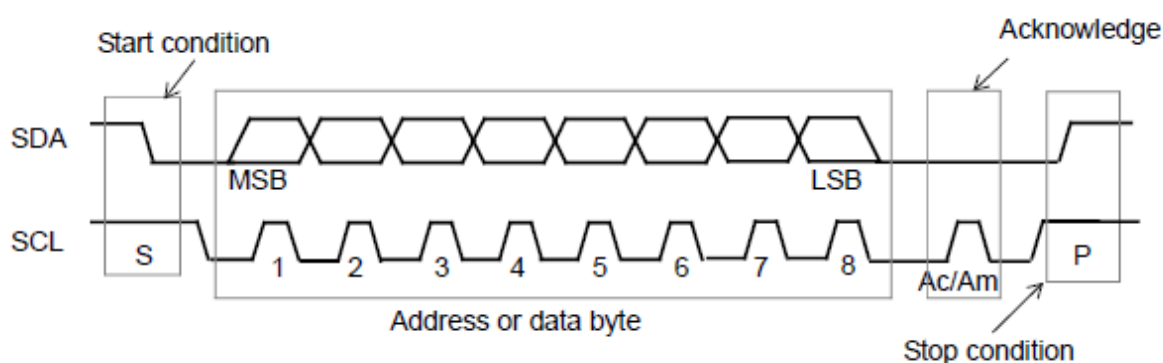 Start condition
Acknowledge
SDA
MSB
LSB
SCL
S
1 2 3 4 5 6 7 8
Ac/Am
P
Address or data byte
Stop condition